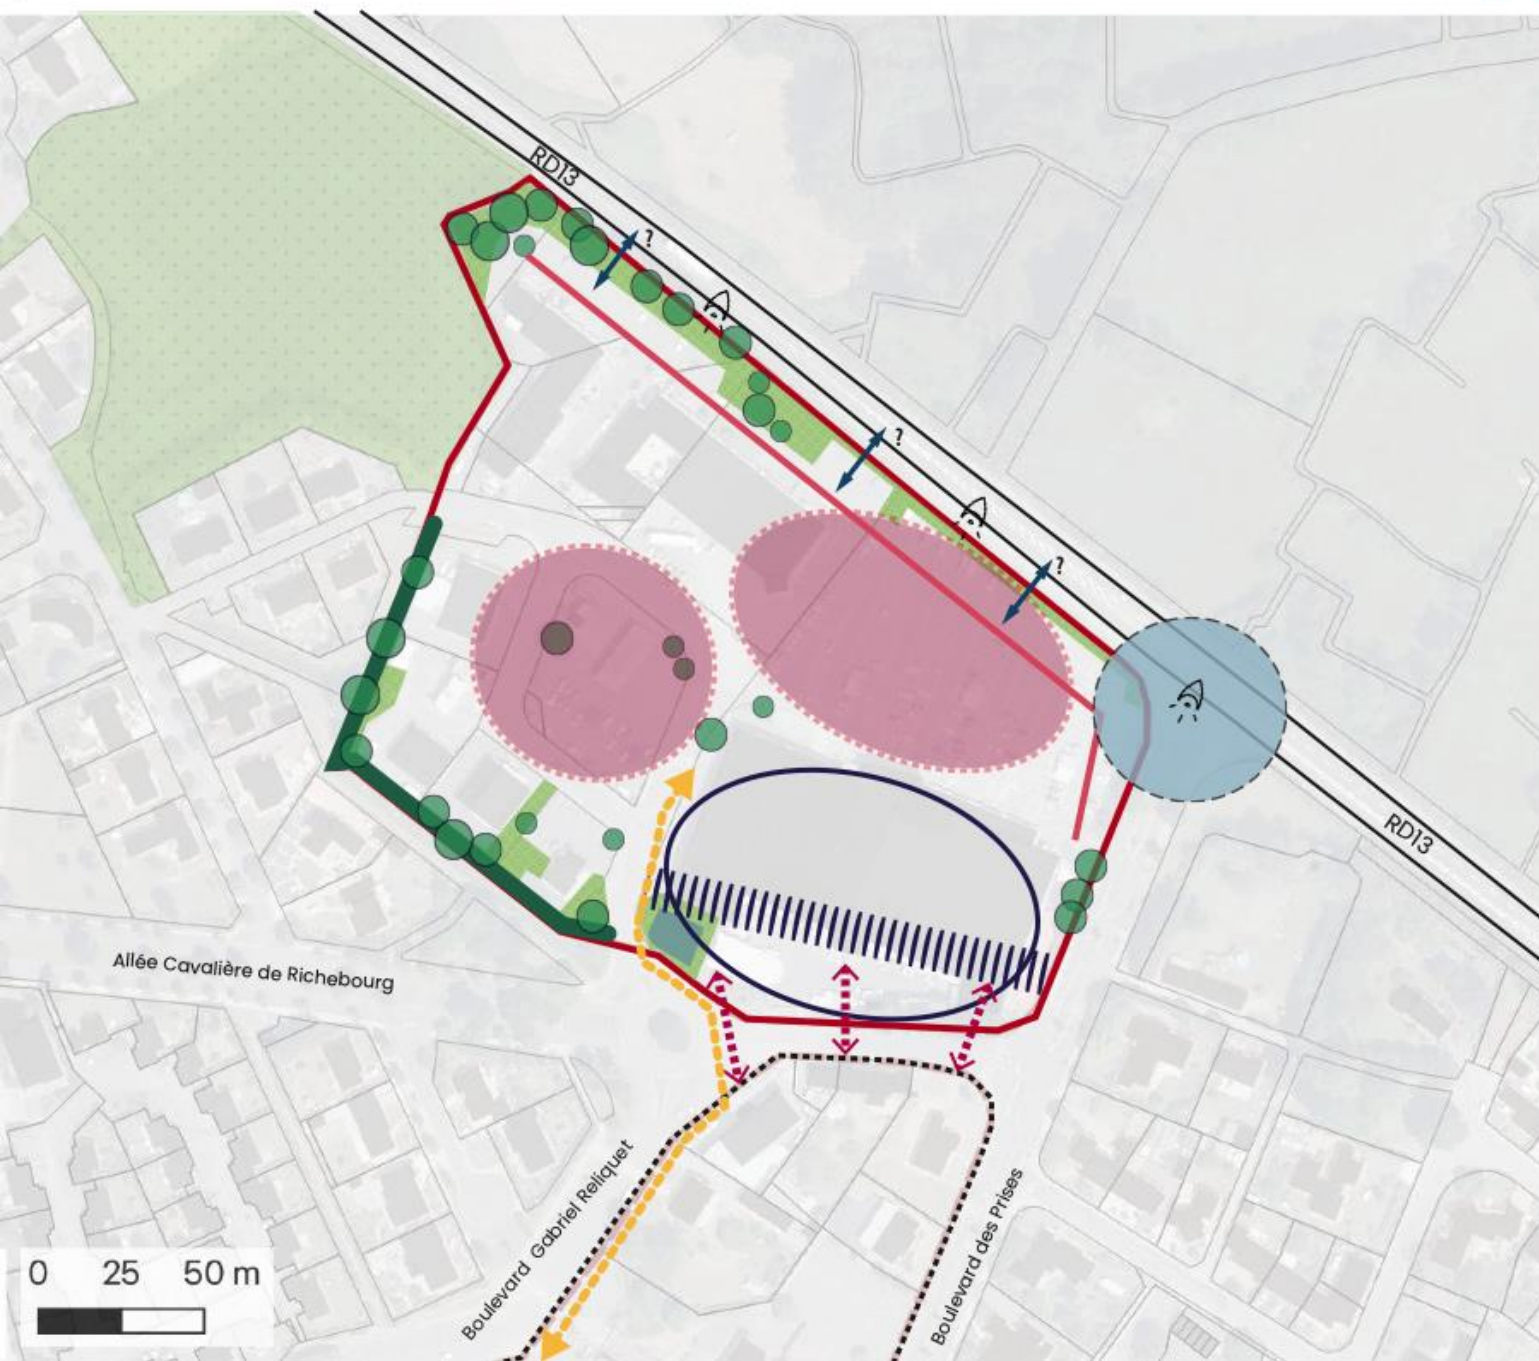 RD13
?
?
?
RD13
Allée Cavalière de Richebourg
Boulevard Gabriel Reliquet
Boulevard des Prises
0 25 50 m